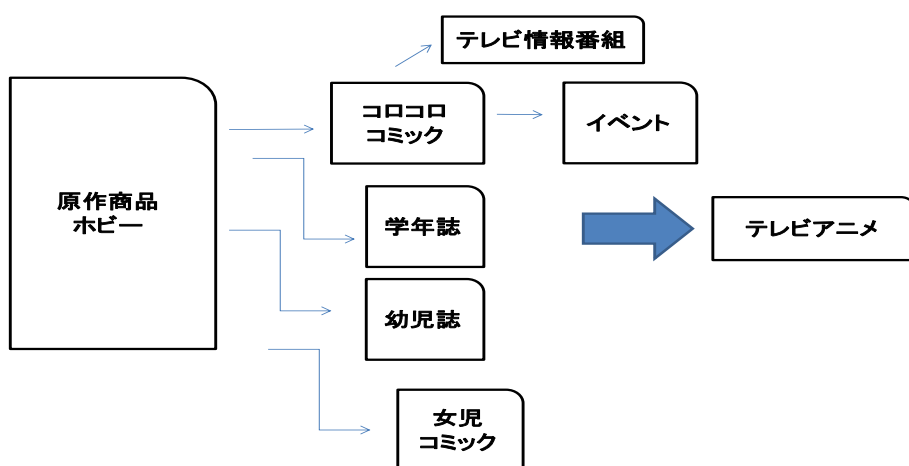 テレビ情報番組
コロコロ
コミック
イベント
原作商品
ホビー
学年誌
テレビアニメ
幼児誌
女児
コミック